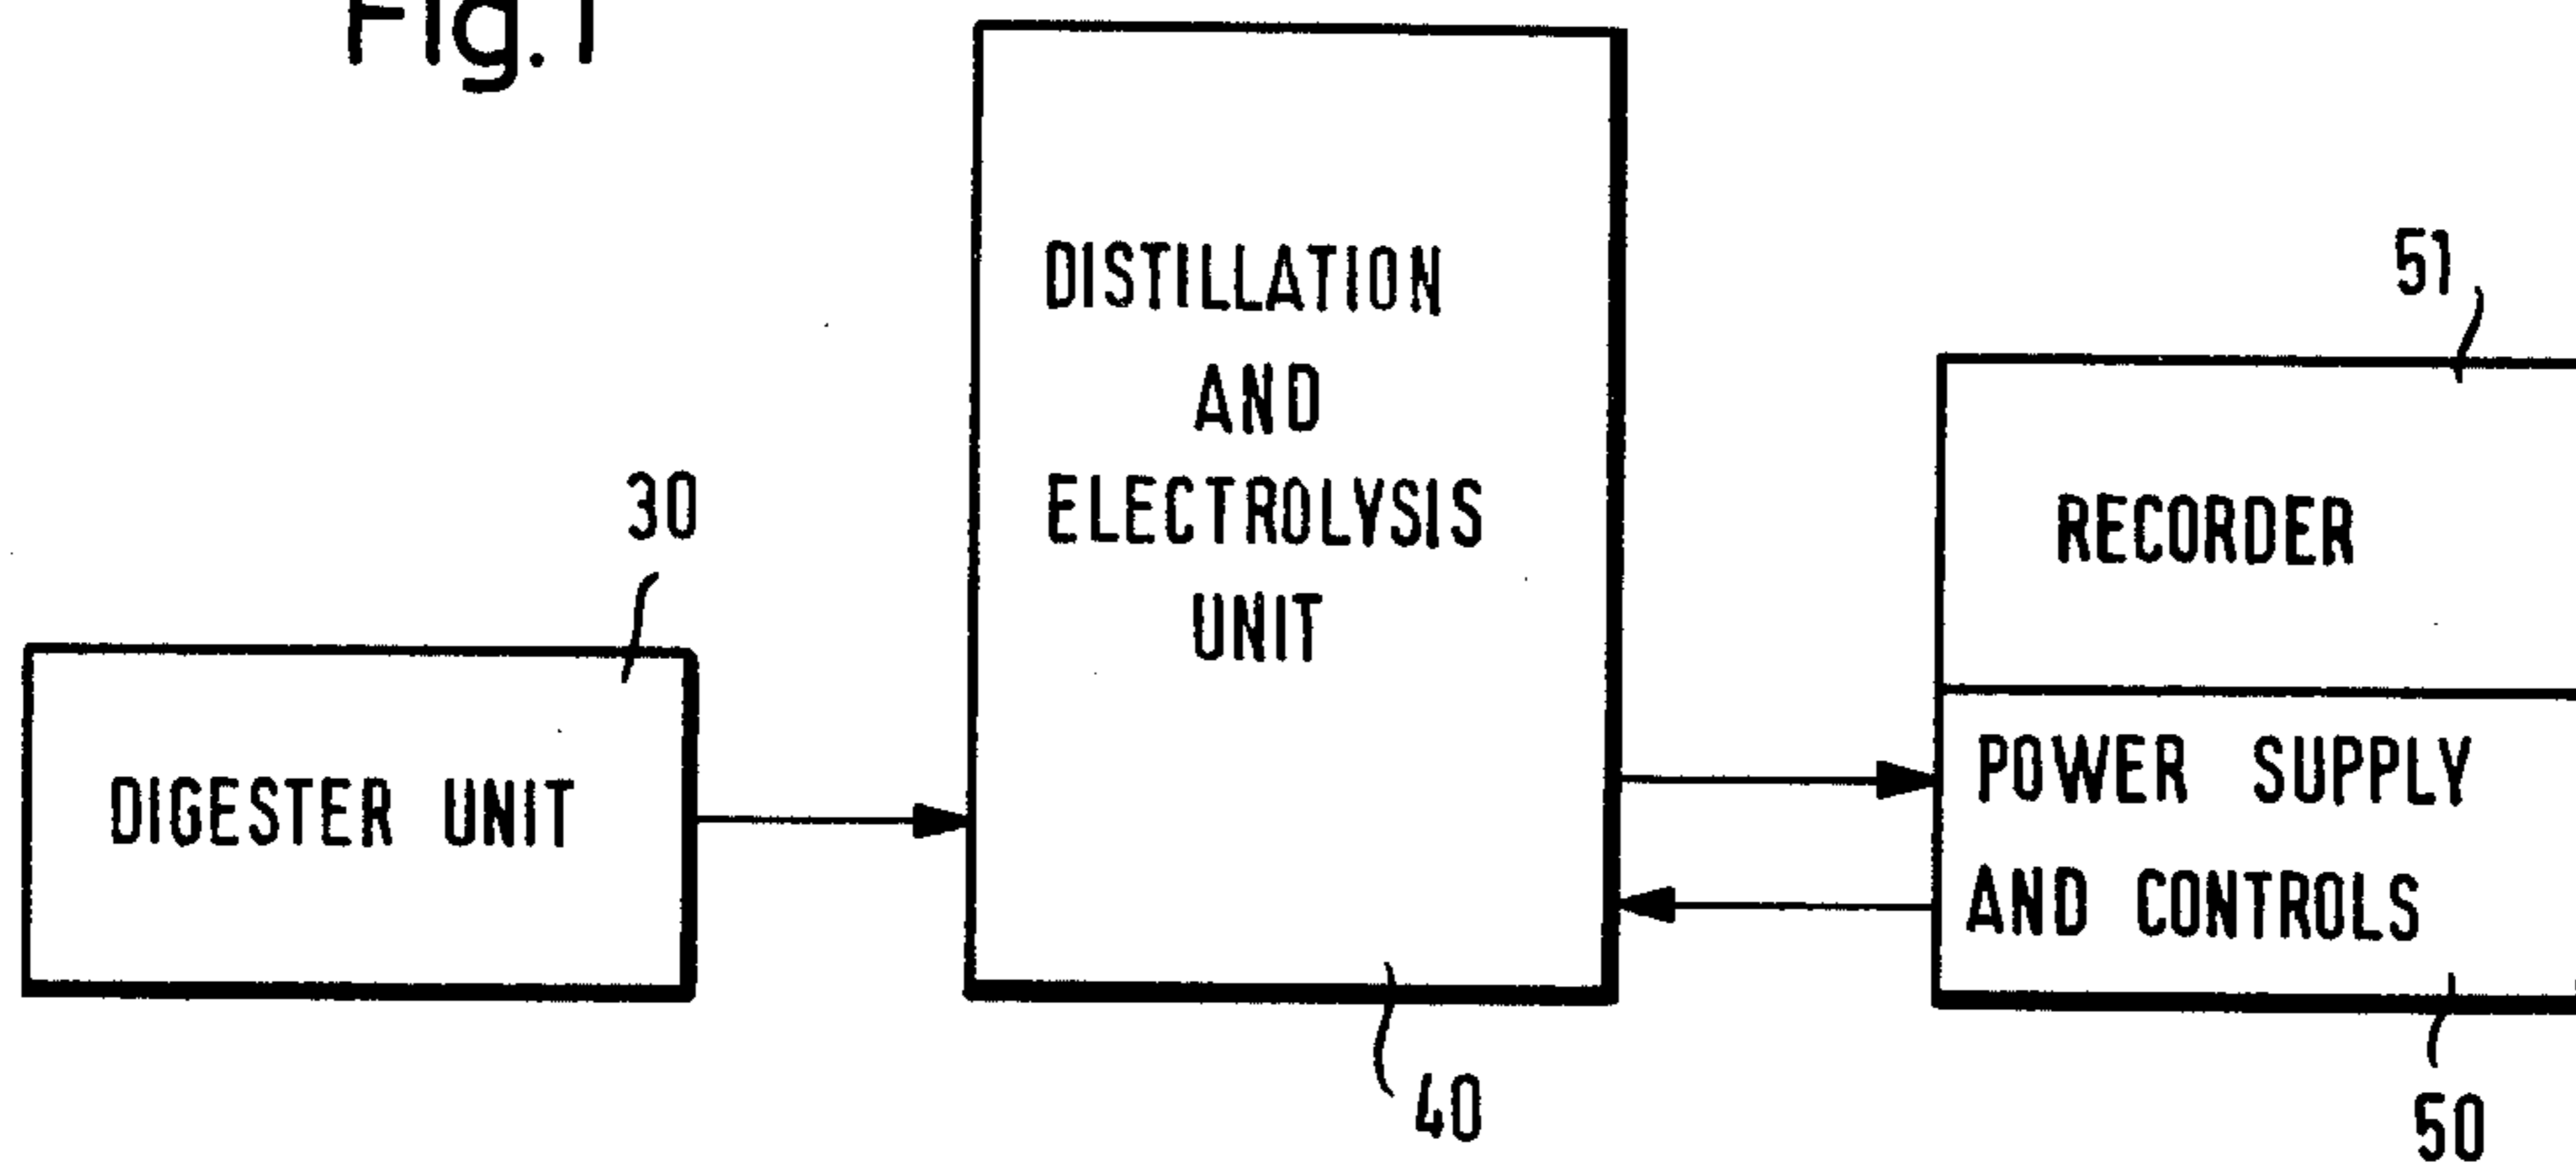 Fig.1
DISTILLATION
AND
ELECTROLYSIS
UNIT
51
RECORDER
30
DIGESTER UNIT
POWER SUPPLY
AND CONTROLS
40
50